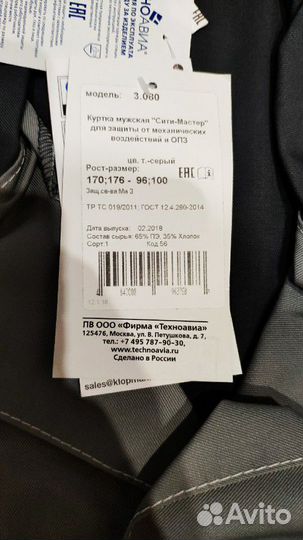 ТЕХНОАВИА
модель: 3.080
Куртка мужская "Сити-Мастер"
для защиты от механических
воздействий и ОПЗ
цв. т.-серый
Рост-размер:
170;176 - 96;100
Защ.св-ва Ми З
ТР ТС 019/2011; ГОСТ 12.4.280-2014
Дата выпуска: 02.2018
Состав сырья: 65% ПЭ, 35% Хлопок
Сорт:1 Код 56
ПВ ООО «Фирма «Техноавиа»
125476, Москва, ул. В. Петушкова, д. 7,
тел.: +7 495 787-90-30,
www.technoavia.ru
Сделано в России
Avito